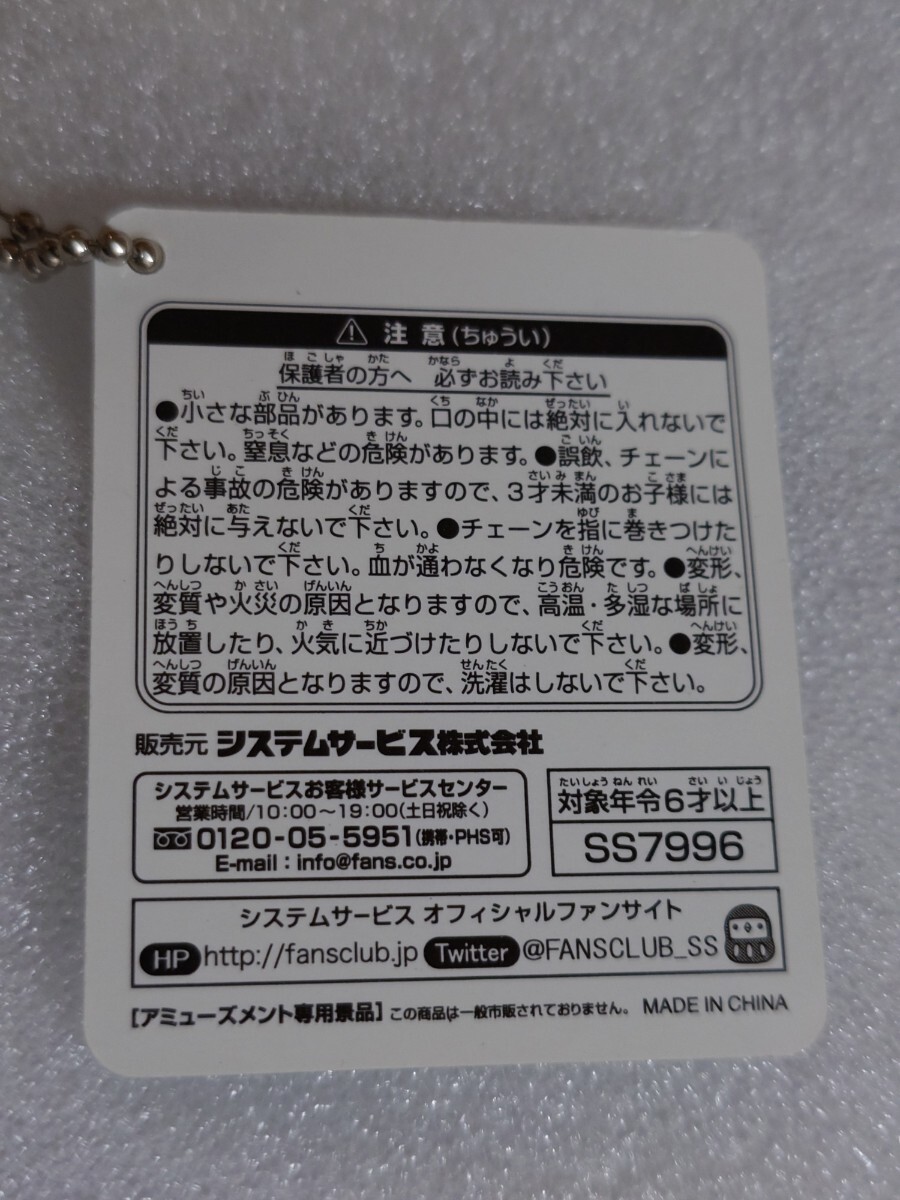 ⚠ 注意(ちゅうい)
保護者の方へ 必ずお読み下さい
●小さな部品があります。口の中には絶対に入れないで
下さい。窒息などの危険があります。●誤飲、チェーンに
よる事故の危険がありますので、3才未満のお子様には
絶対に与えないで下さい。●チェーンを指に巻きつけた
りしないで下さい。血が通わなくなり危険です。●変形、
変質や火災の原因となりますので、高温・多湿な場所に
放置したり、火気に近づけたりしないで下さい。●変形、
変質の原因となりますので、洗濯はしないで下さい。
販売元 システムサービス株式会社
システムサービスお客様サービスセンター
営業時間/10:00〜19:00(土日祝除く)
0120-05-5951(携帯・PHS可)
E-mail:info@fans.co.jp
対象年令6才以上
SS7996
システムサービス オフィシャルファンサイト
HP http://fansclub.jp Twitter @FANSCLUB_SS
[アミューズメント専用景品] この商品は一般市販されておりません。 MADE IN CHINA